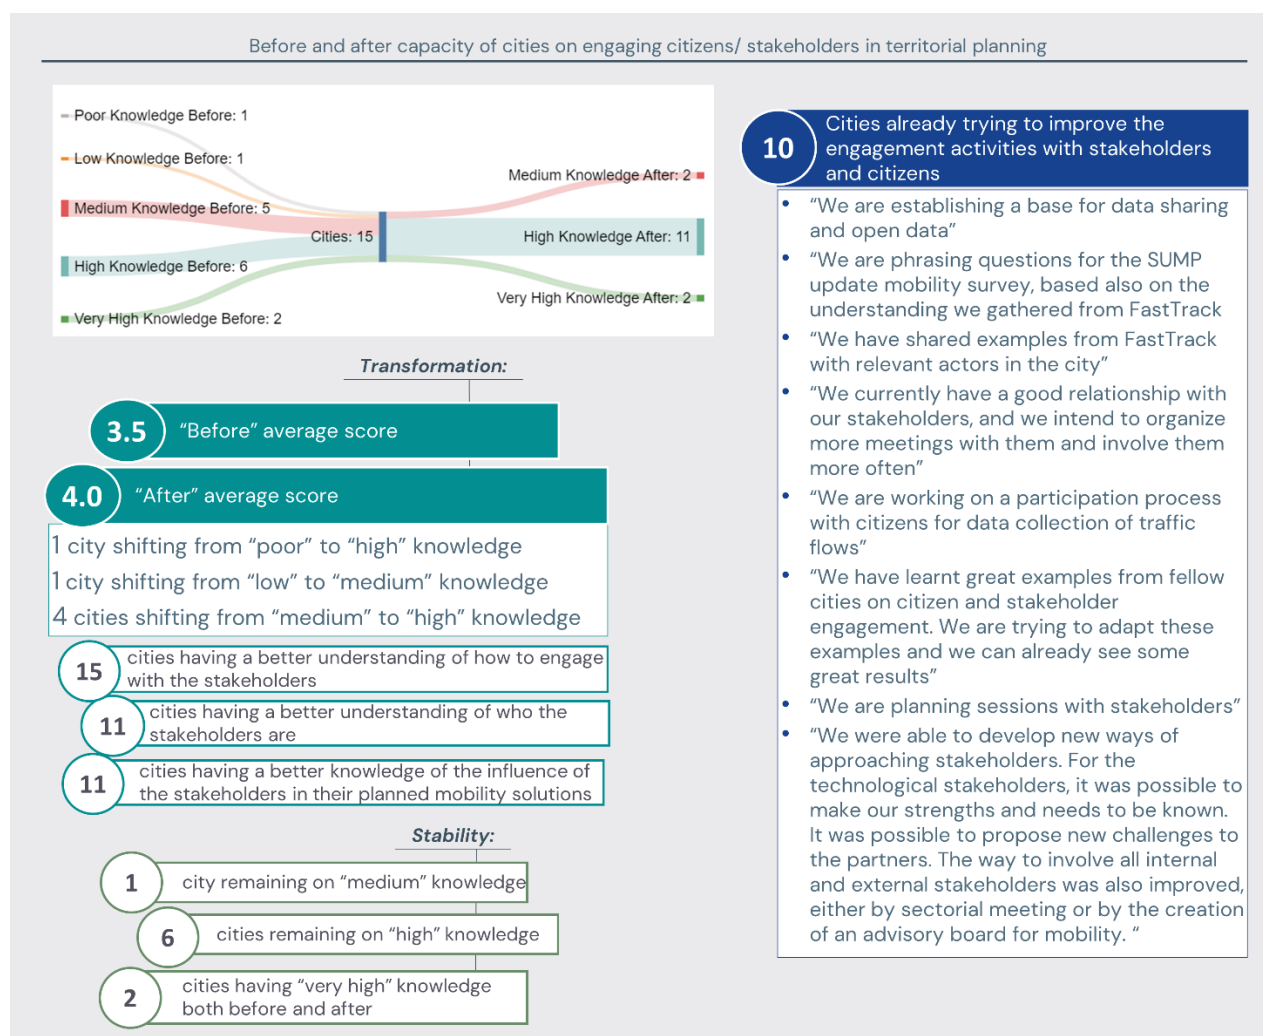 Before and after capacity of cities on engaging citizens/ stakeholders in territorial planning
Poor Knowledge Before: 1
Low Knowledge Before: 1
Medium Knowledge Before: 5
High Knowledge Before: 6
Very High Knowledge Before: 2
Cities: 15
Medium Knowledge After: 2
High Knowledge After: 11
Very High Knowledge After: 2
Transformation:
3.5
“Before” average score
4.0
“After” average score
1 city shifting from “poor” to “high” knowledge
1 city shifting from “low” to “medium” knowledge
4 cities shifting from “medium” to “high” knowledge
15
cities having a better understanding of how to engage
with the stakeholders
11
cities having a better understanding of who the
stakeholders are
11
cities having a better knowledge of the influence of
the stakeholders in their planned mobility solutions
Stability:
1
city remaining on “medium” knowledge
6
cities remaining on “high” knowledge
2
cities having “very high” knowledge
both before and after
10
Cities already trying to improve the
engagement activities with stakeholders
and citizens
• “We are establishing a base for data sharing
and open data”
• “We are phrasing questions for the SUMP
update mobility survey, based also on the
understanding we gathered from FastTrack
• “We have shared examples from FastTrack
with relevant actors in the city”
• “We currently have a good relationship with
our stakeholders, and we intend to organize
more meetings with them and involve them
more often”
• “We are working on a participation process
with citizens for data collection of traffic
flows”
• “We have learnt great examples from fellow
cities on citizen and stakeholder
engagement. We are trying to adapt these
examples and we can already see some
great results”
• “We are planning sessions with stakeholders”
• “We were able to develop new ways of
approaching stakeholders. For the
technological stakeholders, it was possible to
make our strengths and needs to be known.
It was possible to propose new challenges to
the partners. The way to involve all internal
and external stakeholders was also improved,
either by sectorial meeting or by the creation
of an advisory board for mobility. “